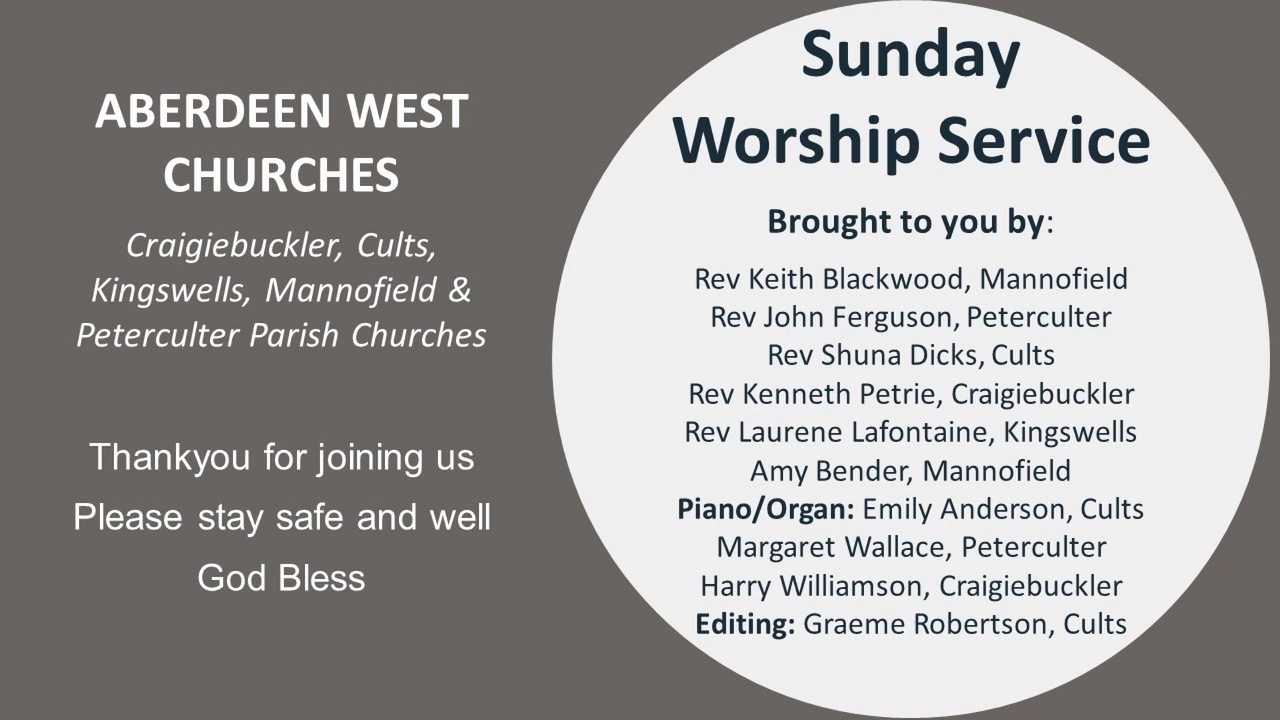 ABERDEEN WEST
CHURCHES
Craigiebuckler, Cults,
Kingswells, Mannofield &
Peterculter Parish Churches
Thankyou for joining us
Please stay safe and well
God Bless
Sunday
Worship Service
Brought to you by:
Rev Keith Blackwood, Mannofield
Rev John Ferguson, Peterculter
Rev Shuna Dicks, Cults
Rev Kenneth Petrie, Craigiebuckler
Rev Laurene Lafontaine, Kingswells
Amy Bender, Mannofield
Piano/Organ: Emily Anderson, Cults
Margaret Wallace, Peterculter
Harry Williamson, Craigiebuckler
Editing: Graeme Robertson, Cults